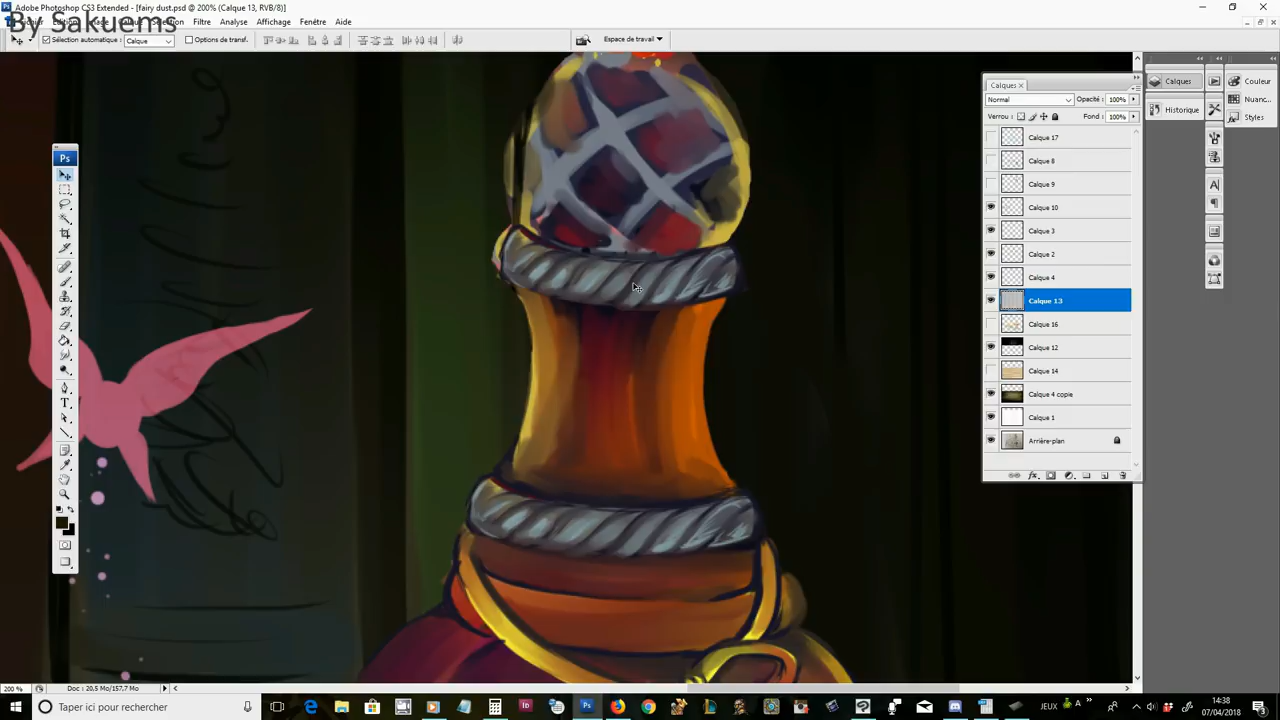 Adobe Photoshop CS3 Extended - [fairy dust.psd @ 200% (Calque 13, RVB/8)]
By Sakuems
Sélection Filtre Analyse Affichage Fenêtre Aide
Sélection automatique : Calque Options de transf. Espace de travail
Calques
Normal Opacité : 100%
Verrou : Fond : 100%
Calque 17
Calque 8
Calque 9
Calque 10
Calque 3
Calque 2
Calque 4
Calque 13
Calque 16
Calque 12
Calque 14
Calque 4 copie
Calque 1
Arrière-plan
Calques
Historique
Couleur
Nuanc...
Styles
Ps
200 % Doc : 20,5 Mo/157,7 Mo
Taper ici pour rechercher
JEUX
14:38
07/04/2018